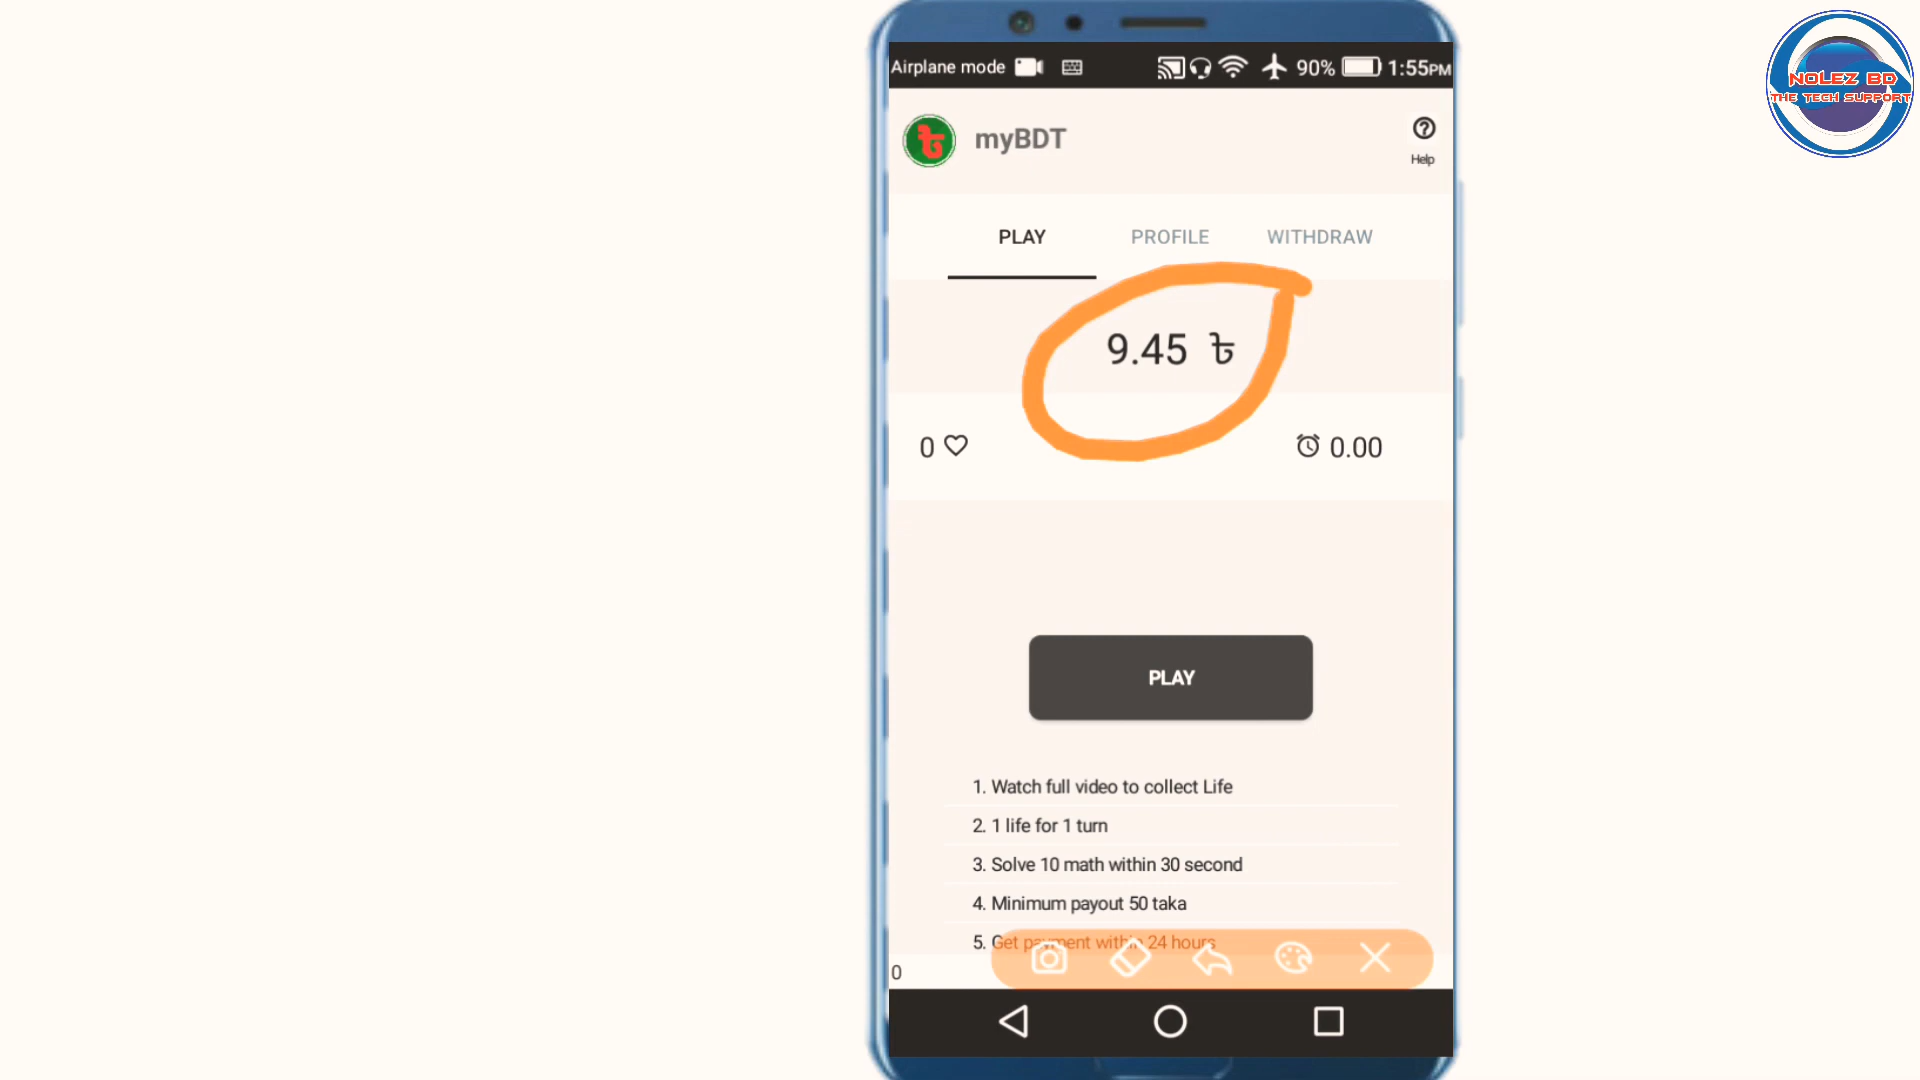 Airplane mode 90% 1:55PM
NOLEZ BD
THE TECH SUPPORT
৳ myBDT
Help
PLAY PROFILE WITHDRAW
9.45 ৳
0 0.00
PLAY
1. Watch full video to collect Life
2. 1 life for 1 turn
3. Solve 10 math within 30 second
4. Minimum payout 50 taka
5. Get payment within 24 hours
0